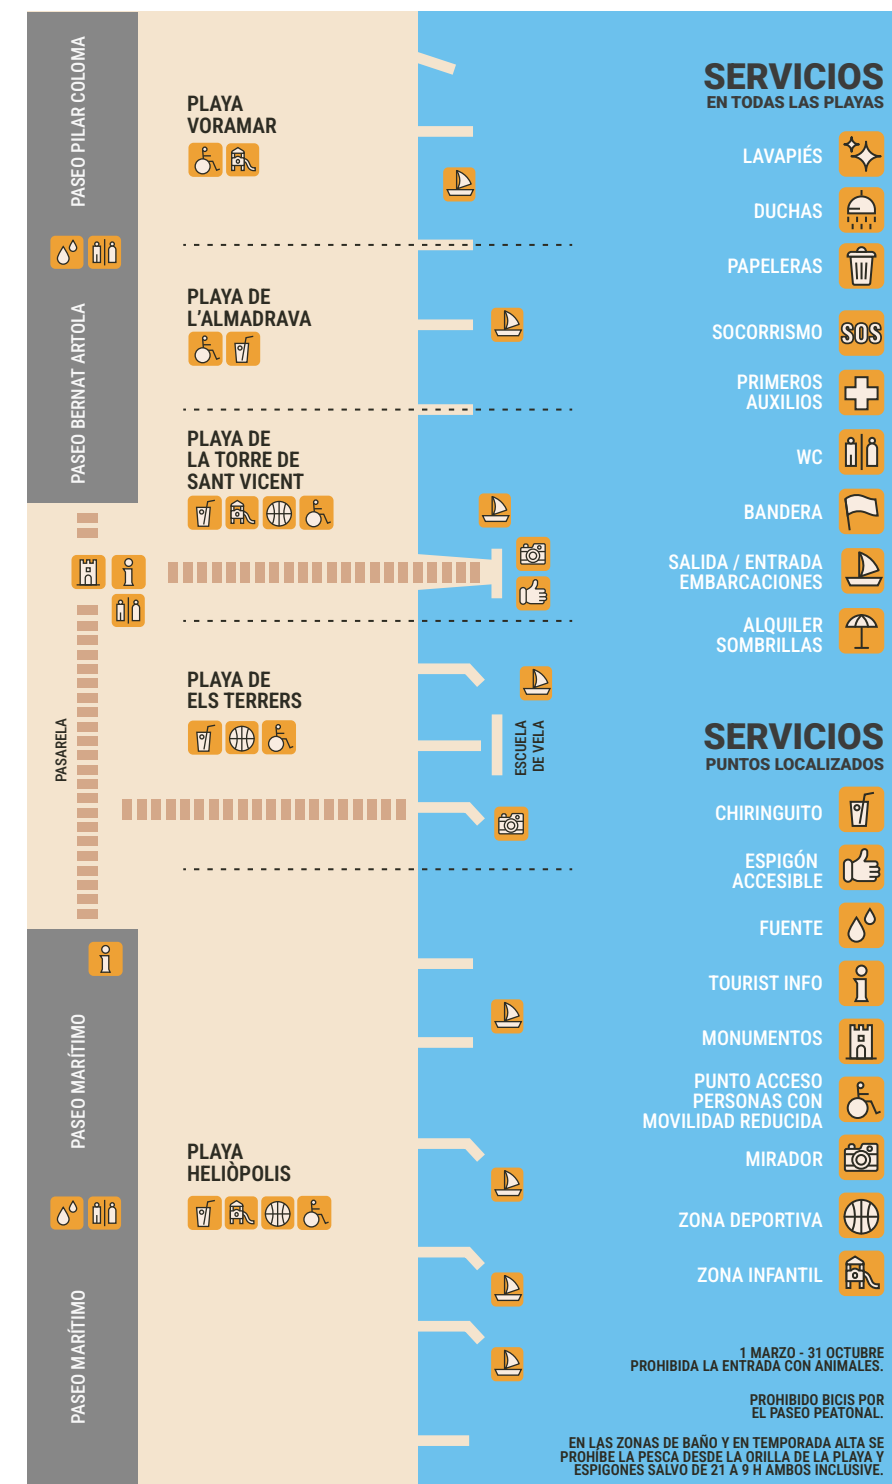 PASEO PILAR COLOMA
PASEO BERNAT ARTOLA
PASARELA
PASEO MARÍTIMO
PASEO MARÍTIMO
PLAYA
VORAMAR
PLAYA DE
L'ALMADRAVA
PLAYA DE
LA TORRE DE
SANT VICENT
PLAYA DE
ELS TERRERS
ESCUELA
DE VELA
PLAYA
HELIÒPOLIS
SERVICIOS
EN TODAS LAS PLAYAS
LAVAPIÉS
DUCHAS
PAPELERAS
SOCORRISMO
SOS
PRIMEROS
AUXILIOS
WC
BANDERA
SALIDA / ENTRADA
EMBARCACIONES
ALQUILER
SOMBRILLAS
SERVICIOS
PUNTOS LOCALIZADOS
CHIRINGUITO
ESPIGÓN
ACCESIBLE
FUENTE
TOURIST INFO
MONUMENTOS
PUNTO ACCESO
PERSONAS CON
MOVILIDAD REDUCIDA
MIRADOR
ZONA DEPORTIVA
ZONA INFANTIL
1 MARZO - 31 OCTUBRE
PROHIBIDA LA ENTRADA CON ANIMALES.
PROHIBIDO BICIS POR
EL PASEO PEATONAL.
EN LAS ZONAS DE BAÑO Y EN TEMPORADA ALTA SE
PROHÍBE LA PESCA DESDE LA ORILLA DE LA PLAYA Y
ESPIGONES SALVO DE 21 A 9 H AMBOS INCLUSIVE.